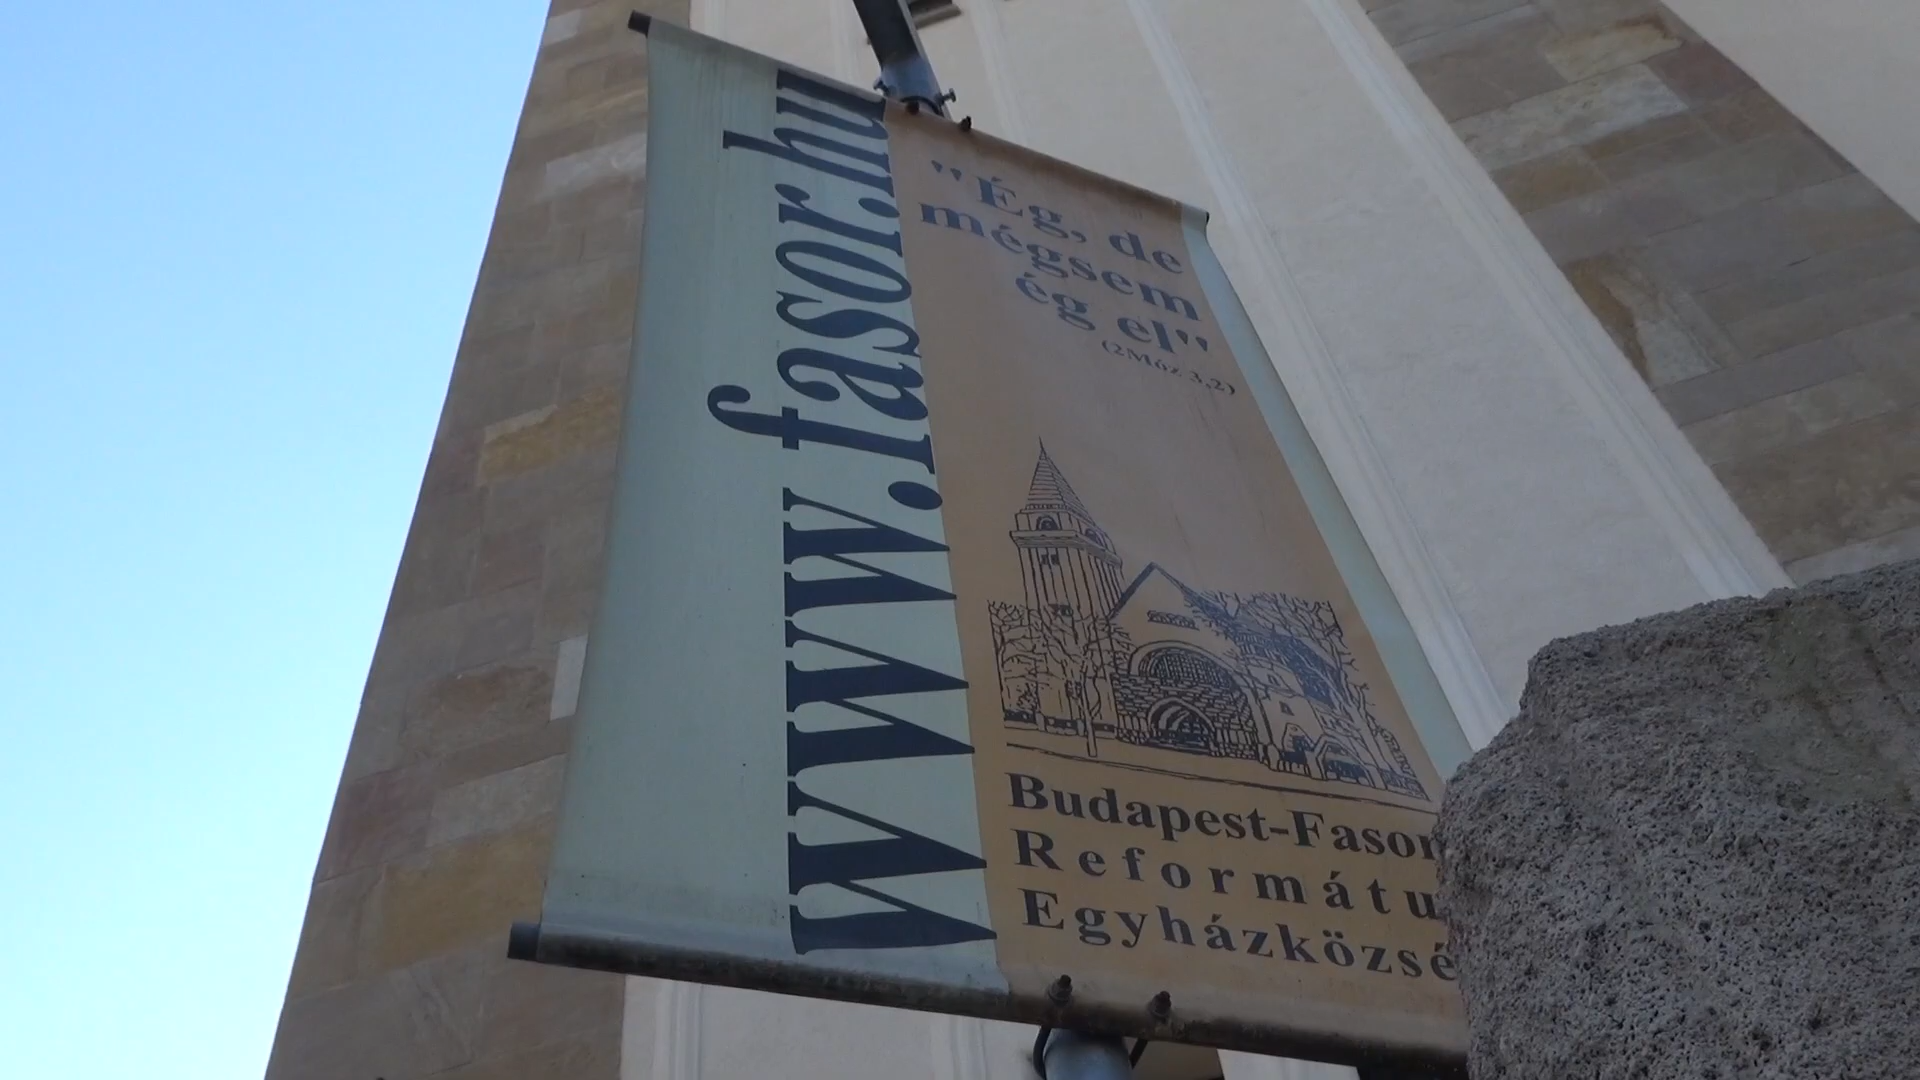 www.fasor.hu
"Ég, de
mégsem
ég el"
(2Móz 3,2)
Budapest-Fasor
Reformátu
Egyházközsé